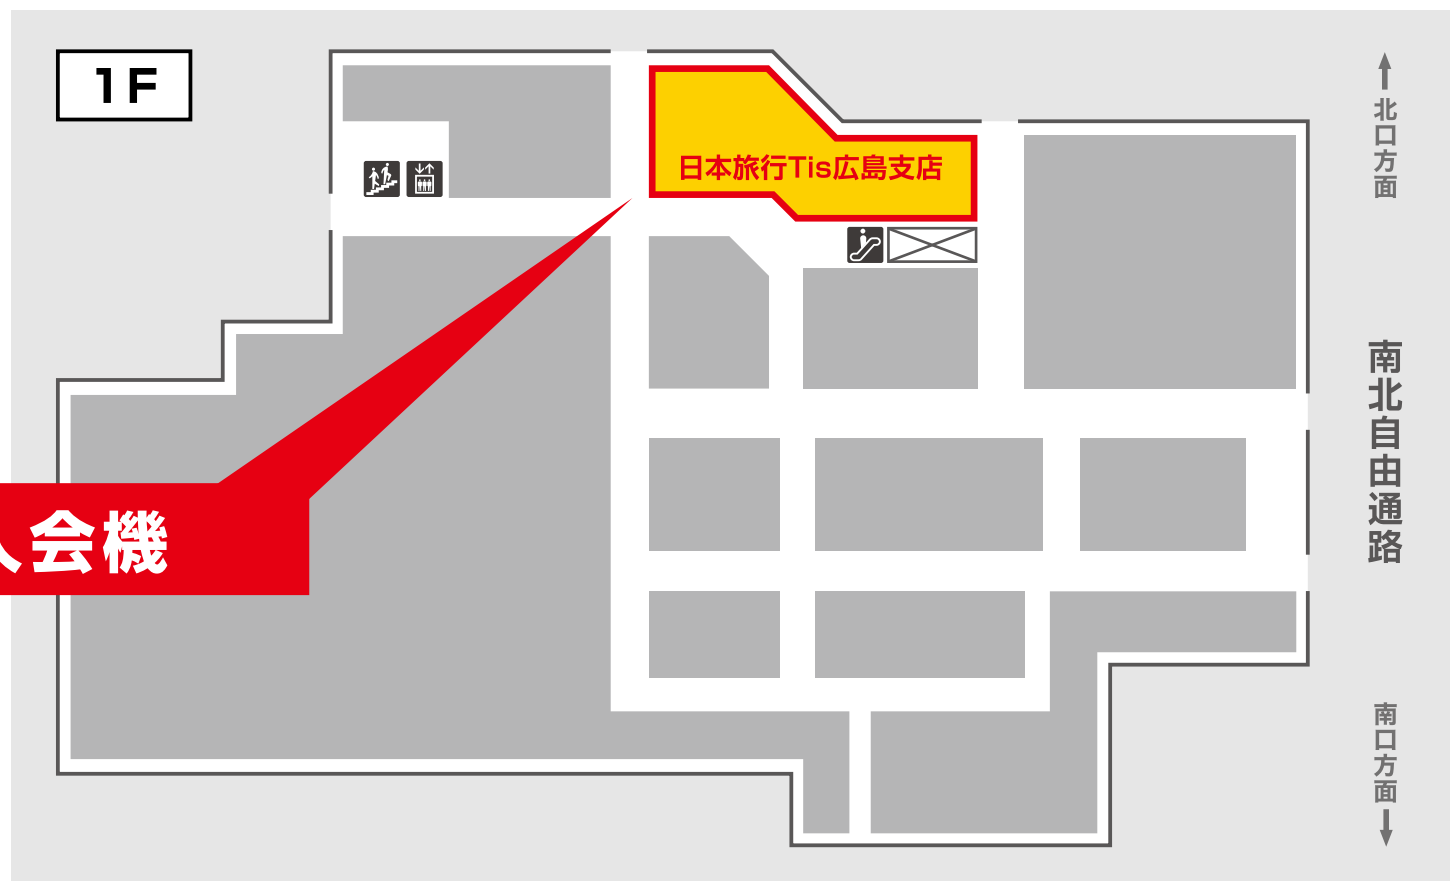 1F
日本旅行Tis広島支店
会機
北口方面
南北自由通路
南口方面